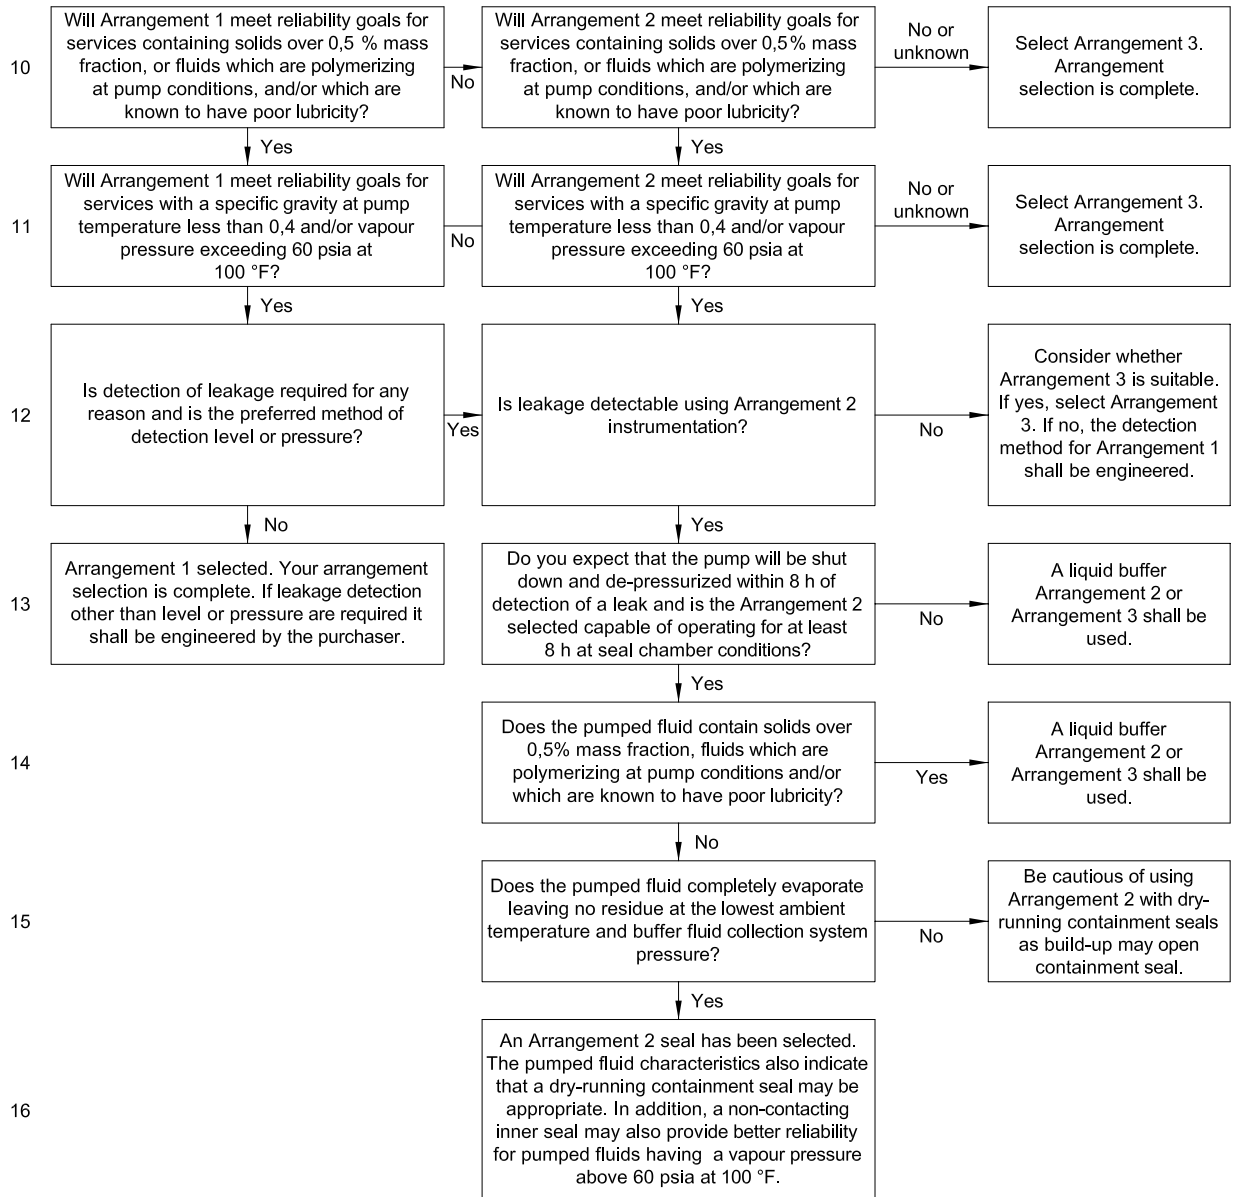 10
Will Arrangement 1 meet reliability goals for
services containing solids over 0,5 % mass
fraction, or fluids which are polymerizing
at pump conditions, and/or which are
known to have poor lubricity?
No
Will Arrangement 2 meet reliability goals for
services containing solids over 0,5% mass
fraction, or fluids which are polymerizing
at pump conditions, and/or which are
known to have poor lubricity?
No or
unknown
Select Arrangement 3.
Arrangement
selection is complete.
Yes
Yes
11
Will Arrangement 1 meet reliability goals for
services with a specific gravity at pump
temperature less than 0,4 and/or vapour
pressure exceeding 60 psia at
100 °F?
No
Will Arrangement 2 meet reliability goals for
services with a specific gravity at pump
temperature less than 0,4 and/or vapour
pressure exceeding 60 psia at
100 °F?
No or
unknown
Select Arrangement 3.
Arrangement
selection is complete.
Yes
Yes
12
Is detection of leakage required for any
reason and is the preferred method of
detection level or pressure?
Yes
Is leakage detectable using Arrangement 2
instrumentation?
No
Consider whether
Arrangement 3 is suitable.
If yes, select Arrangement
3. If no, the detection
method for Arrangement 1
shall be engineered.
No
Yes
13
Arrangement 1 selected. Your arrangement
selection is complete. If leakage detection
other than level or pressure are required it
shall be engineered by the purchaser.
Do you expect that the pump will be shut
down and de-pressurized within 8 h of
detection of a leak and is the Arrangement 2
selected capable of operating for at least
8 h at seal chamber conditions?
No
A liquid buffer
Arrangement 2 or
Arrangement 3 shall be
used.
Yes
14
Does the pumped fluid contain solids over
0,5% mass fraction, fluids which are
polymerizing at pump conditions and/or
which are known to have poor lubricity?
Yes
A liquid buffer
Arrangement 2 or
Arrangement 3 shall be
used.
No
15
Does the pumped fluid completely evaporate
leaving no residue at the lowest ambient
temperature and buffer fluid collection system
pressure?
No
Be cautious of using
Arrangement 2 with dry-
running containment seals
as build-up may open
containment seal.
Yes
16
An Arrangement 2 seal has been selected.
The pumped fluid characteristics also indicate
that a dry-running containment seal may be
appropriate. In addition, a non-contacting
inner seal may also provide better reliability
for pumped fluids having a vapour pressure
above 60 psia at 100 °F.